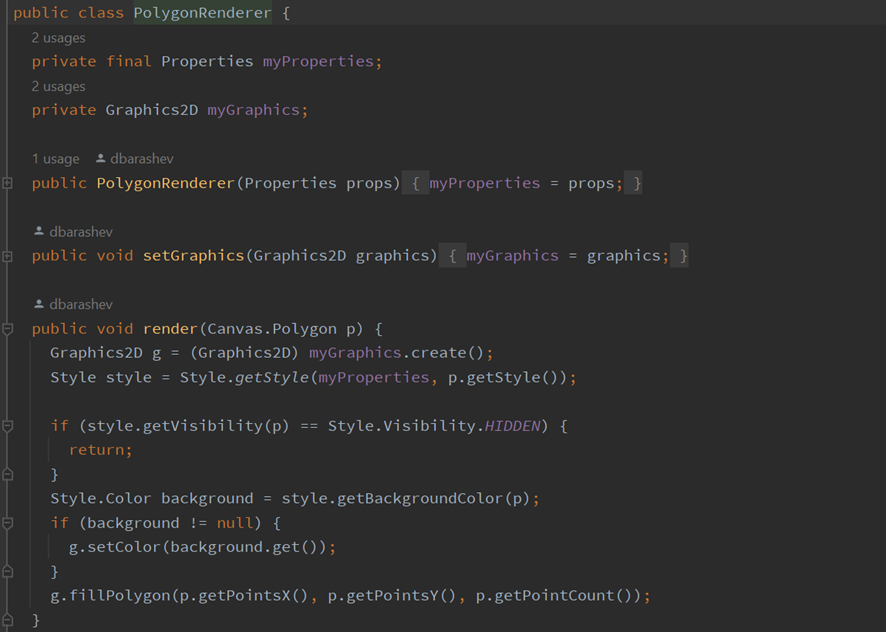 public class PolygonRenderer {
2 usages
private final Properties myProperties;
2 usages
private Graphics2D myGraphics;
1 usage dbarashev
public PolygonRenderer(Properties props) { myProperties = props; }
dbarashev
public void setGraphics(Graphics2D graphics) { myGraphics = graphics; }
dbarashev
public void render(Canvas.Polygon p) {
Graphics2D g = (Graphics2D) myGraphics.create();
Style style = Style.getStyle(myProperties, p.getStyle());
if (style.getVisibility(p) == Style.Visibility.HIDDEN) {
return;
}
Style.Color background = style.getBackgroundColor(p);
if (background != null) {
g.setColor(background.get());
}
g.fillPolygon(p.getPointsX(), p.getPointsY(), p.getPointCount());
}